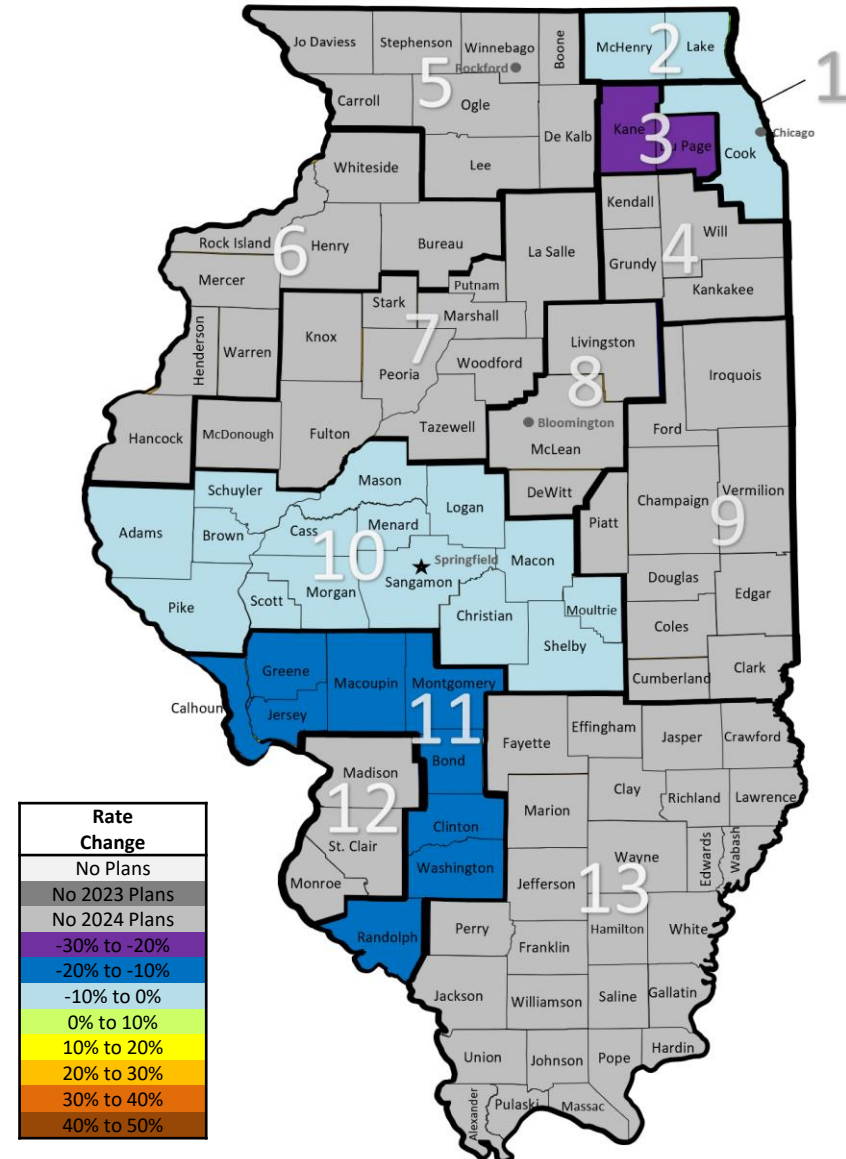 Jo Daviess
Stephenson
Winnebago
Boone
McHenry
Lake
2
1
5
Rockford
Carroll
Ogle
De Kalb
Kane
3
Du Page
Cook
Chicago
Whiteside
Lee
Kendall
Will
4
Rock Island
6
Henry
Bureau
La Salle
Grundy
Kankakee
Mercer
Putnam
Stark
Marshall
Henderson
Warren
Knox
7
Peoria
Woodford
Livingston
8
Iroquois
Ford
Hancock
McDonough
Fulton
Tazewell
Bloomington
McLean
DeWitt
Mason
Schuyler
Logan
Champaign
Vermilion
9
Piatt
Adams
Brown
Cass
Menard
10
Springfield
Sangamon
Macon
Douglas
Edgar
Pike
Scott
Morgan
Christian
Moultrie
Coles
Shelby
Cumberland
Clark
Greene
Macoupin
Montgomery
Calhoun
Jersey
11
Bond
Fayette
Effingham
Jasper
Crawford
Madison
12
Clay
Richland
Lawrence
Marion
Clinton
St. Clair
Washington
Wayne
Edwards
Wabash
Monroe
Jefferson
13
Randolph
Perry
Hamilton
White
Franklin
Jackson
Williamson
Saline
Gallatin
Union
Johnson
Pope
Hardin
Alexander
Pulaski
Massac
Rate
Change
No Plans
No 2023 Plans
No 2024 Plans
-30% to -20%
-20% to -10%
-10% to 0%
0% to 10%
10% to 20%
20% to 30%
30% to 40%
40% to 50%